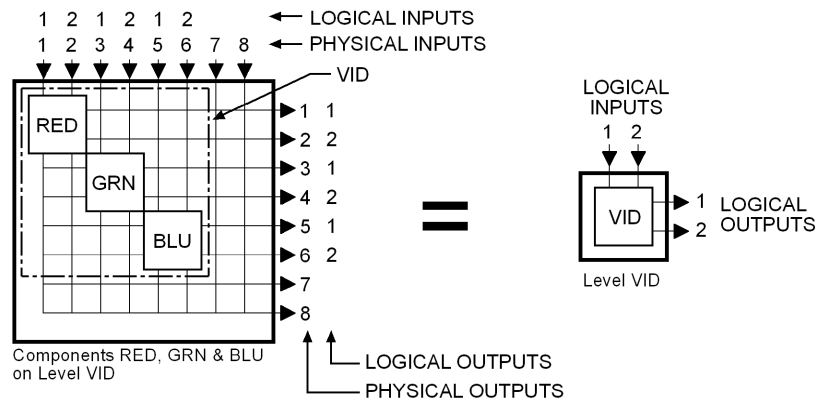 1 2 1 2 1 2 LOGICAL INPUTS
1 2 3 4 5 6 7 8 PHYSICAL INPUTS
VID
RED
GRN
BLU
1 1
2 2
3 1
4 2
5 1
6 2
7
8
Components RED, GRN & BLU
on Level VID
LOGICAL OUTPUTS
PHYSICAL OUTPUTS
=
LOGICAL
INPUTS
1 2
VID
1
2
LOGICAL
OUTPUTS
Level VID